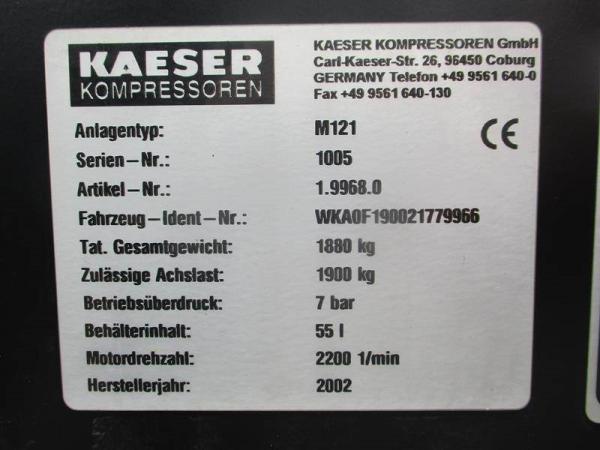 KAESER
KOMPRESSOREN
KAESER KOMPRESSOREN GmbH
Carl-Kaeser-Str. 26, 96450 Coburg
GERMANY Telefon +49 9561 640-0
Fax +49 9561 640-130
Anlagentyp: M121
CE
Serien-Nr.: 1005
Artikel-Nr.: 1.9968.0
Fahrzeug-Ident-Nr.: WKA0F190021779966
Tat. Gesamtgewicht: 1880 kg
Zulässige Achslast: 1900 kg
Betriebsüberdruck: 7 bar
Behälterinhalt: 55 l
Motordrehzahl: 2200 1/min
Herstellerjahr: 2002